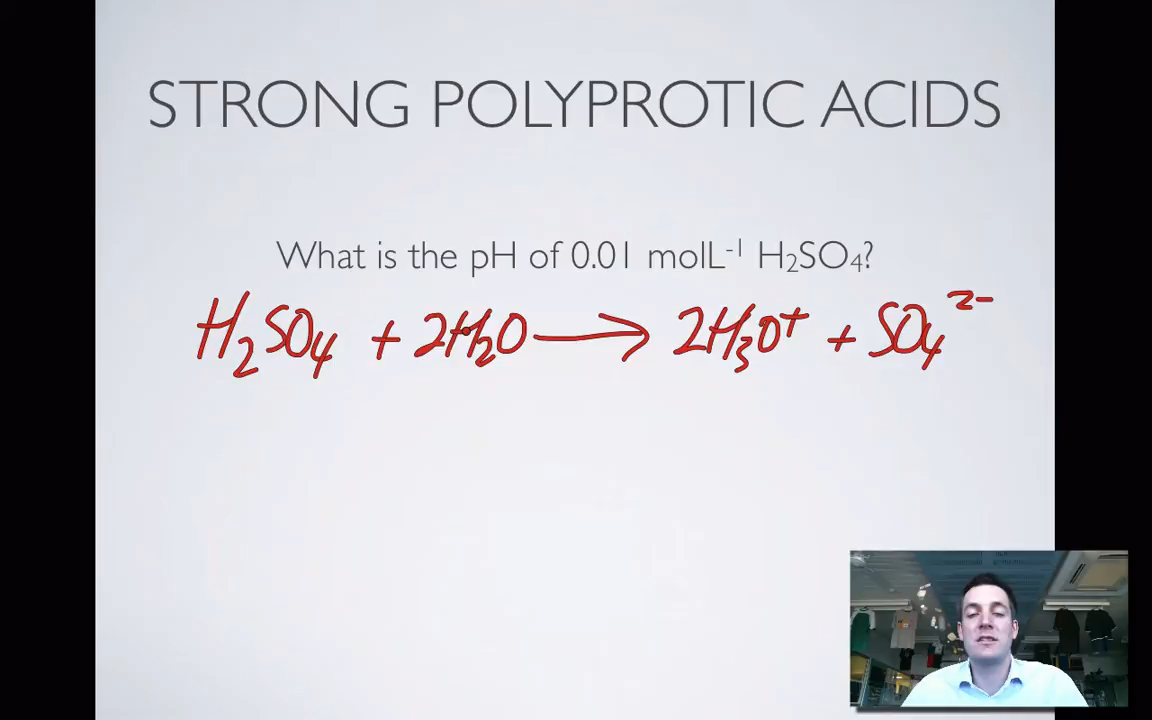 STRONG POLYPROTIC ACIDS
What is the pH of 0.01 molL⁻¹ H₂SO₄?
H₂SO₄ + 2H₂O ⟶ 2H₃O⁺ + SO₄²⁻